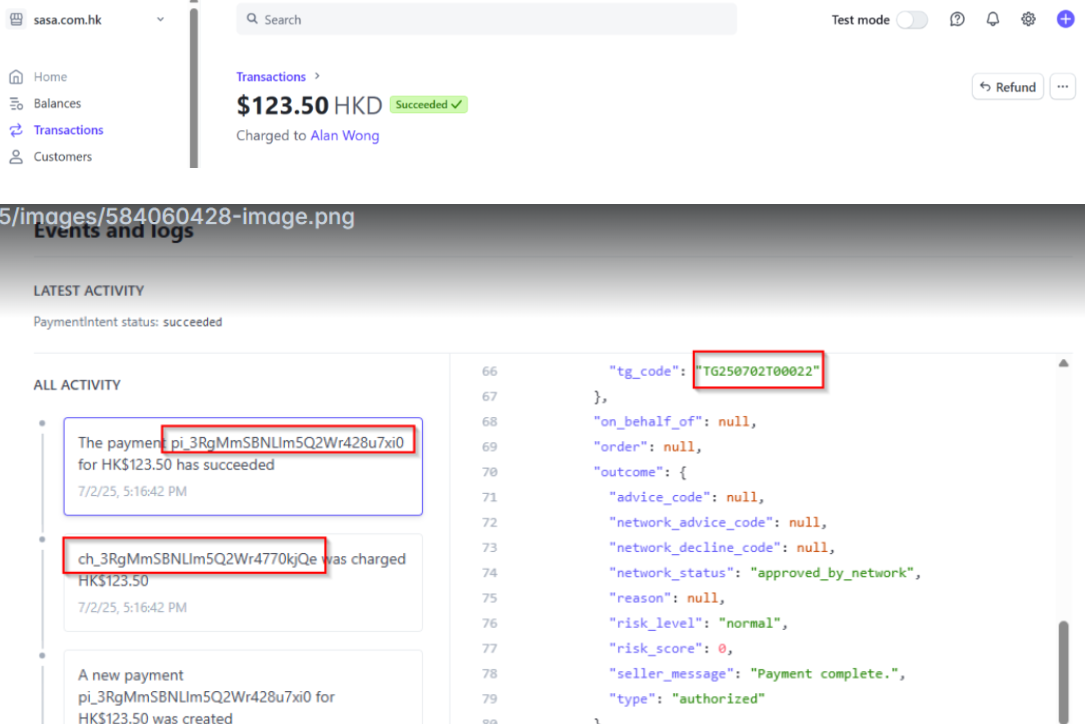 sasa.com.hk
Search
Test mode
Home
Balances
Transactions
Customers
Transactions >
$123.50 HKD Succeeded ✓
Refund
...
Charged to Alan Wong
5/images/584060428-image.png
Events and logs
LATEST ACTIVITY
PaymentIntent status: succeeded
ALL ACTIVITY
The payment pi_3RgMmSBNLlm5Q2Wr428u7xi0
for HK$123.50 has succeeded
7/2/25, 5:16:42 PM
ch_3RgMmSBNLlm5Q2Wr4770kjQe was charged
HK$123.50
7/2/25, 5:16:42 PM
A new payment
pi_3RgMmSBNLlm5Q2Wr428u7xi0 for
HK$123.50 was created
66 "tg_code": "TG250702T00022"
67 },
68 "on_behalf_of": null,
69 "order": null,
70 "outcome": {
71 "advice_code": null,
72 "network_advice_code": null,
73 "network_decline_code": null,
74 "network_status": "approved_by_network",
75 "reason": null,
76 "risk_level": "normal",
77 "risk_score": 0,
78 "seller_message": "Payment complete.",
79 "type": "authorized"
80 }